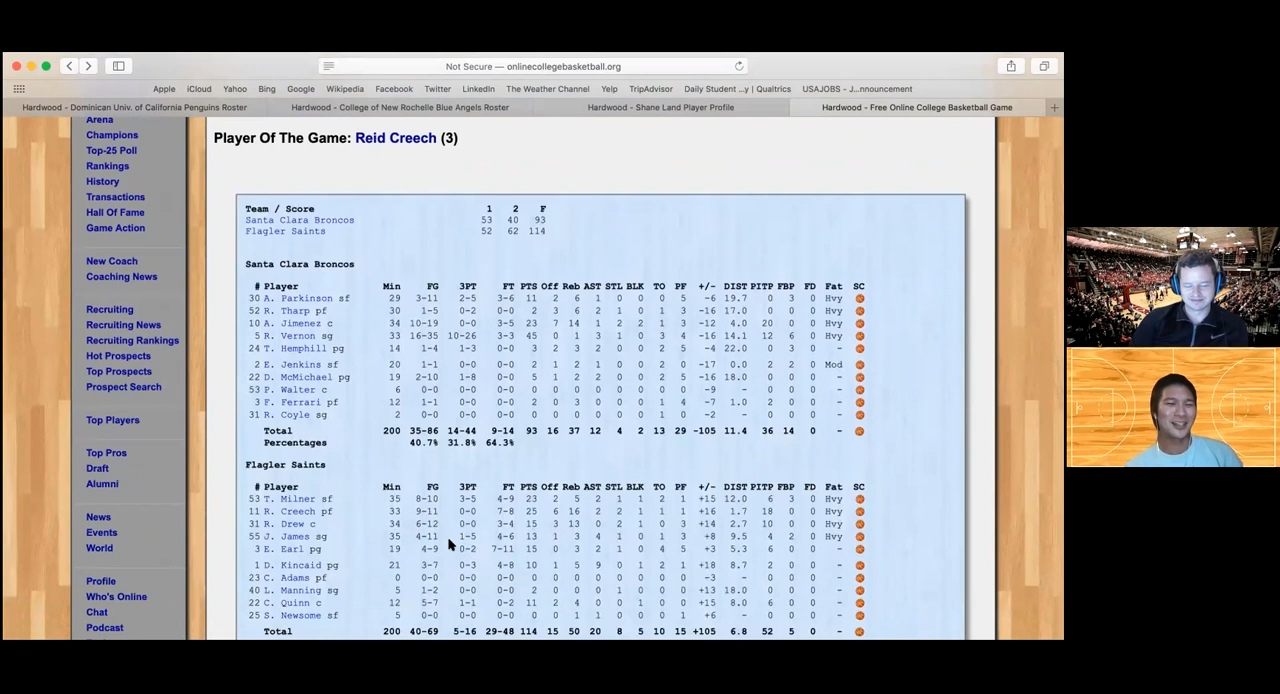 Not Secure — onlinecollegebasketball.org
Apple iCloud Yahoo Bing Google Wikipedia Facebook Twitter LinkedIn The Weather Channel Yelp TripAdvisor Daily Student ...y | Qualtrics USAJOBS - J...nnouncement
Hardwood - Dominican Univ. of California Penguins Roster
Hardwood - College of New Rochelle Blue Angels Roster
Hardwood - Shane Land Player Profile
Hardwood - Free Online College Basketball Game
Arena
Champions
Top-25 Poll
Rankings
History
Transactions
Hall Of Fame
Game Action
New Coach
Coaching News
Recruiting
Recruiting News
Recruiting Rankings
Hot Prospects
Top Prospects
Prospect Search
Top Players
Top Pros
Draft
Alumni
News
Events
World
Profile
Who's Online
Chat
Podcast
Player Of The Game: Reid Creech (3)
Team / Score 1 2 F
Santa Clara Broncos 53 40 93
Flagler Saints 52 62 114
Santa Clara Broncos
# Player Min FG 3PT FT PTS Off Reb AST STL BLK TO PF +/- DIST PITP FBP FD Fat SC
30 A. Parkinson sf 29 3-11 2-5 3-6 11 2 6 1 0 0 0 5 -6 19.7 0 3 0 Hvy
52 R. Tharp pf 30 1-5 0-2 0-0 2 3 6 2 1 0 1 3 -16 17.0 0 0 0 Hvy
10 A. Jimenez c 34 10-19 0-0 3-5 23 7 14 1 2 2 1 3 -12 4.0 20 0 0 Hvy
5 R. Vernon sg 33 16-35 10-26 3-3 45 0 1 3 1 0 3 4 -16 14.1 12 6 0 Hvy
24 T. Hemphill pg 14 1-4 1-3 0-0 3 2 3 2 0 0 2 5 -4 22.0 0 3 0 -
2 E. Jenkins sf 20 1-1 0-0 0-0 2 1 2 1 0 0 2 0 -17 0.0 2 2 0 Mod
22 D. McMichael pg 19 2-10 1-8 0-0 5 1 2 2 0 0 2 5 -16 18.0 0 0 0 -
53 P. Walter c 6 0-0 0-0 0-0 0 0 0 0 0 0 0 0 -9 - 0 0 0 -
3 F. Ferrari pf 12 1-1 0-0 0-0 2 0 3 0 0 0 1 4 -7 1.0 2 0 0 -
31 R. Coyle sg 2 0-0 0-0 0-0 0 0 0 0 0 0 1 0 -2 - 0 0 0 -
Total 200 35-86 14-44 9-14 93 16 37 12 4 2 13 29 -105 11.4 36 14 0 -
Percentages 40.7% 31.8% 64.3%
Flagler Saints
# Player Min FG 3PT FT PTS Off Reb AST STL BLK TO PF +/- DIST PITP FBP FD Fat SC
53 T. Milner sf 35 8-10 3-5 4-9 23 2 5 2 1 1 2 1 +15 12.0 6 3 0 Hvy
11 R. Creech pf 33 9-11 0-0 7-8 25 6 16 2 2 1 1 1 +16 1.7 18 0 0 Hvy
31 R. Drew c 34 6-12 0-0 3-4 15 3 13 0 2 1 0 3 +14 2.7 10 0 0 Hvy
55 J. James sg 35 4-11 1-5 4-6 13 1 3 4 1 0 1 3 +8 9.5 4 2 0 Hvy
3 E. Earl pg 19 4-9 0-2 7-11 15 0 3 2 1 0 4 5 +3 5.3 6 0 0 -
1 D. Kincaid pg 21 3-7 0-3 4-8 10 1 5 9 0 1 2 1 +18 8.7 2 0 0 -
23 C. Adams pf 0 0-0 0-0 0-0 0 0 0 0 0 0 0 0 -3 - 0 0 0 -
40 L. Manning sg 5 1-2 0-0 0-0 2 0 0 0 1 0 0 0 +13 18.0 0 0 0 -
22 C. Quinn c 12 5-7 1-1 0-2 11 2 4 0 0 1 0 0 +15 8.0 6 0 0 -
25 S. Newsome sf 5 0-0 0-0 0-0 0 0 1 1 0 0 0 1 +6 - 0 0 0 -
Total 200 40-69 5-16 29-48 114 15 50 20 8 5 10 15 +105 6.8 52 5 0 -